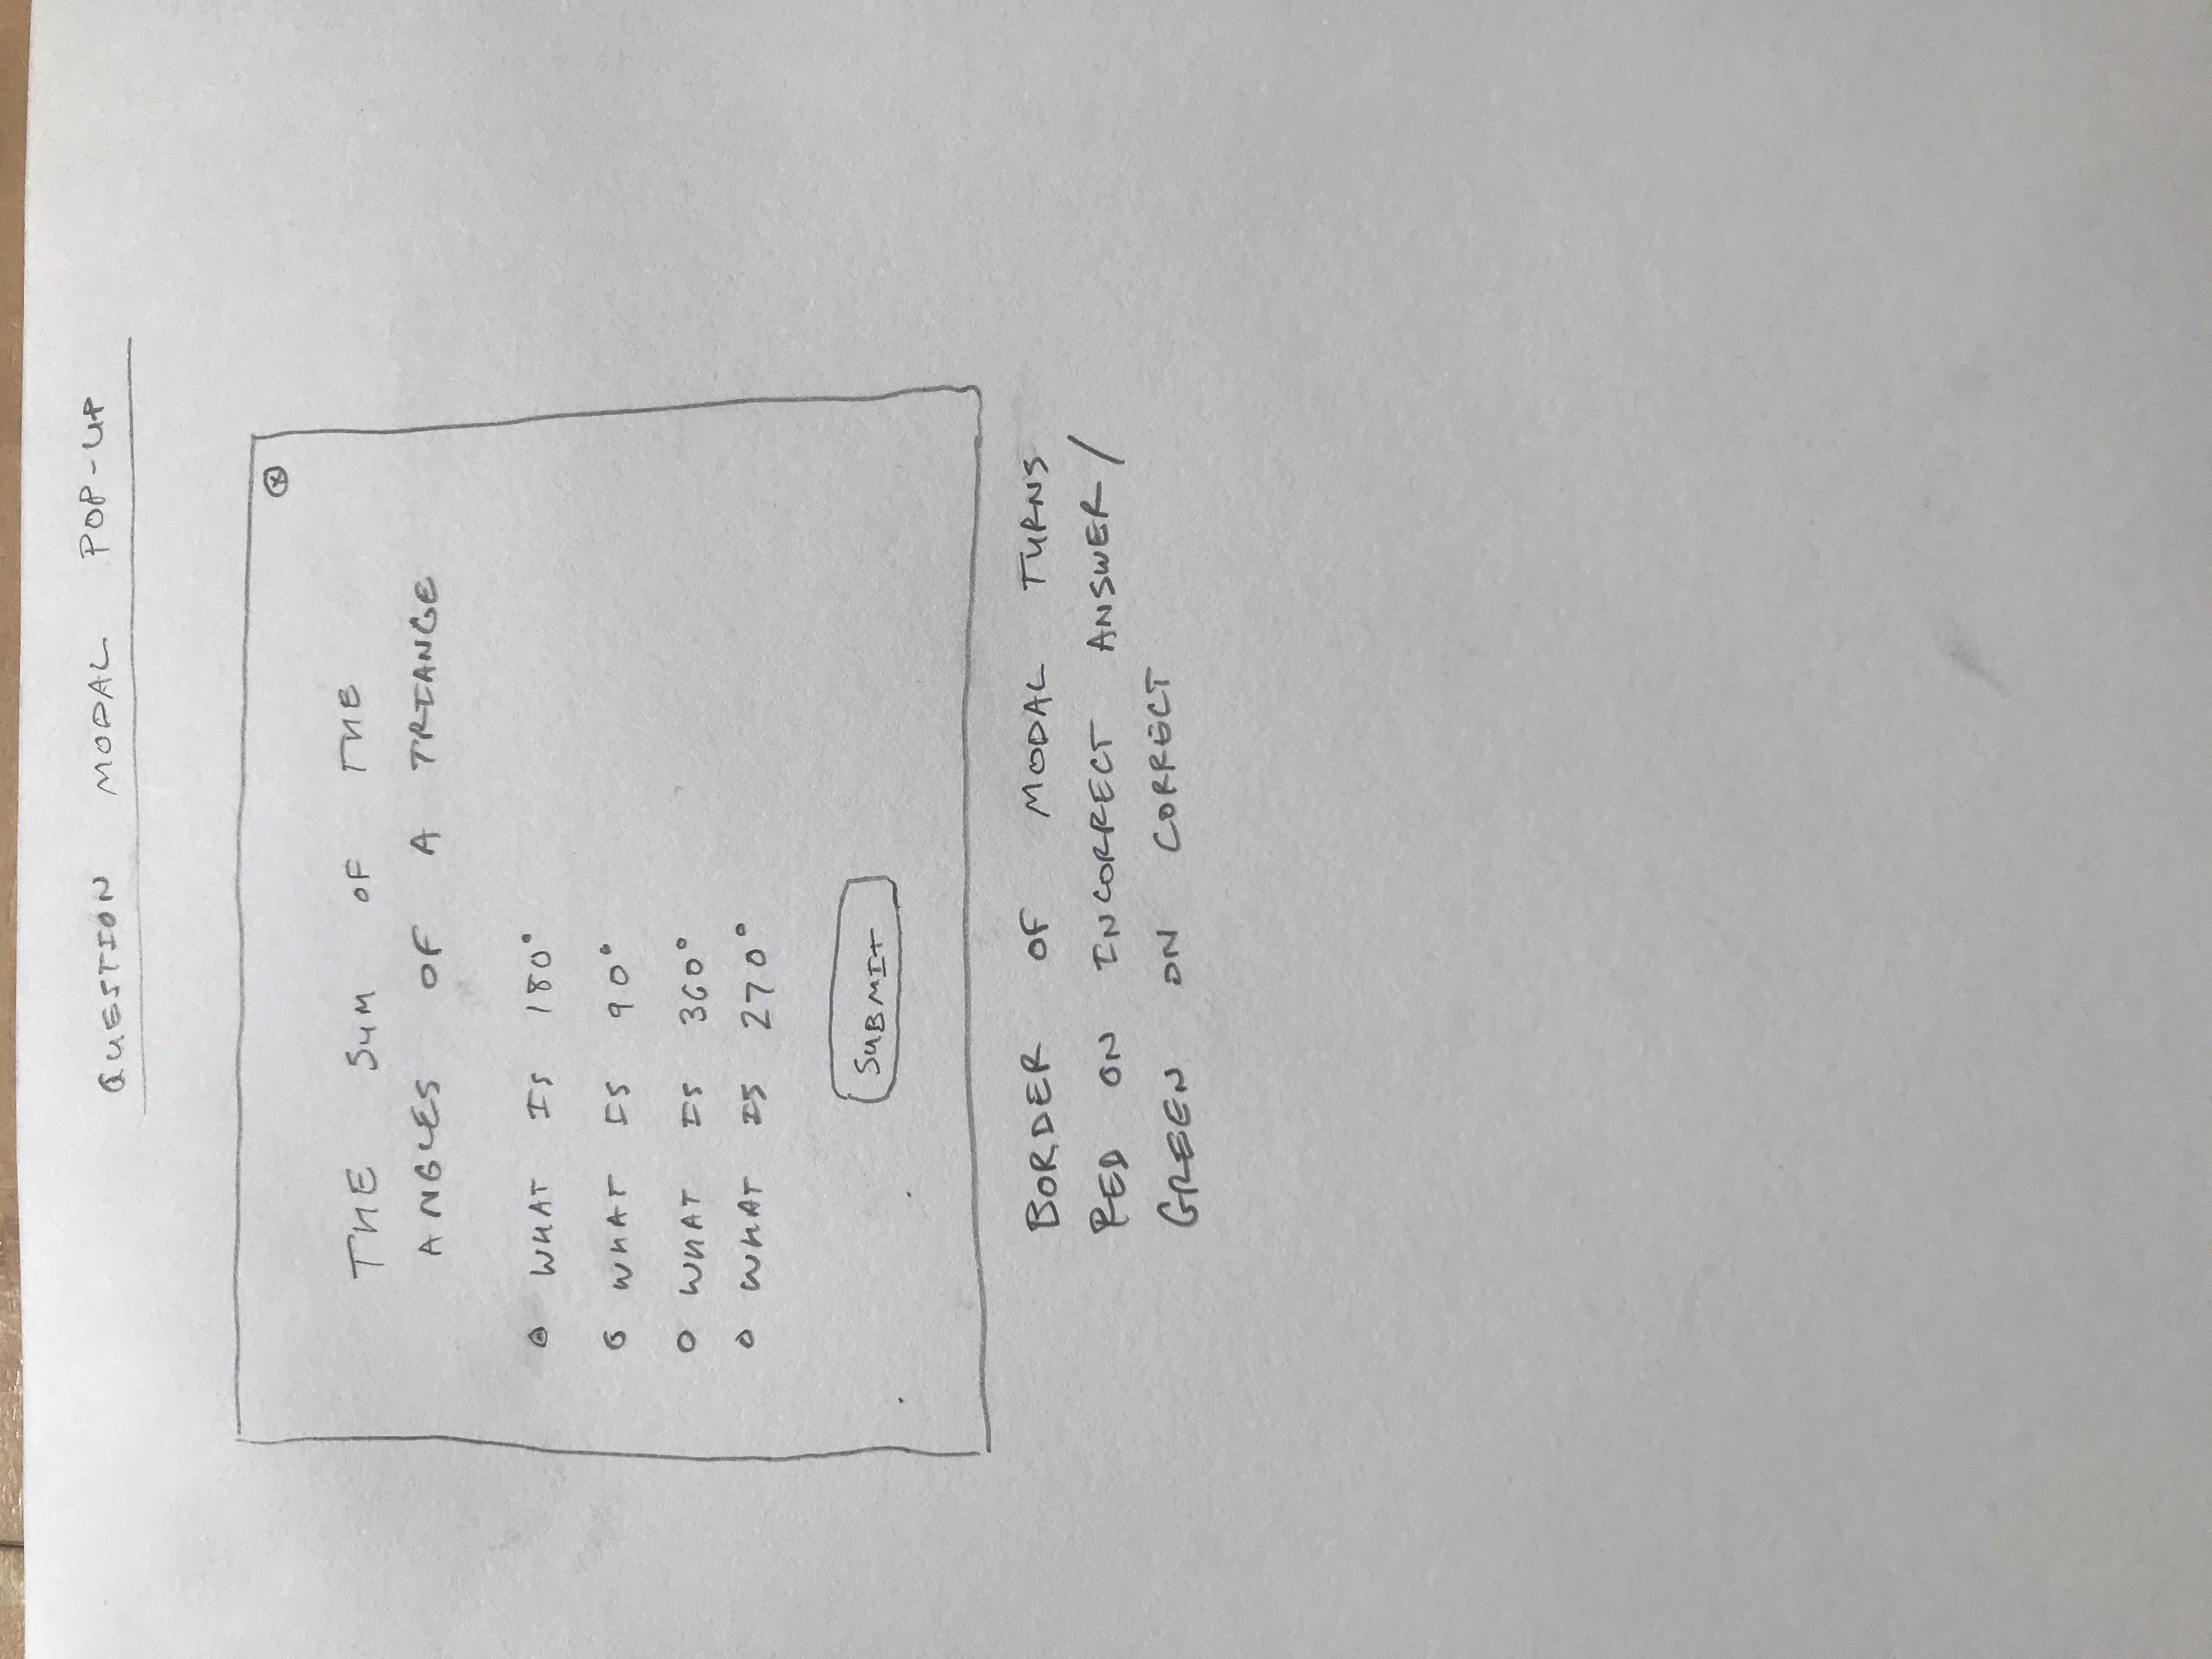 QUESTION MODAL POP-UP
THE SUM OF THE
ANGLES OF A TRIANGE
WHAT IS 180°
WHAT IS 90°
WHAT IS 360°
WHAT IS 270°
SUBMIT
BORDER OF MODAL TURNS
RED ON INCORRECT ANSWER/
GREEN ON CORRECT